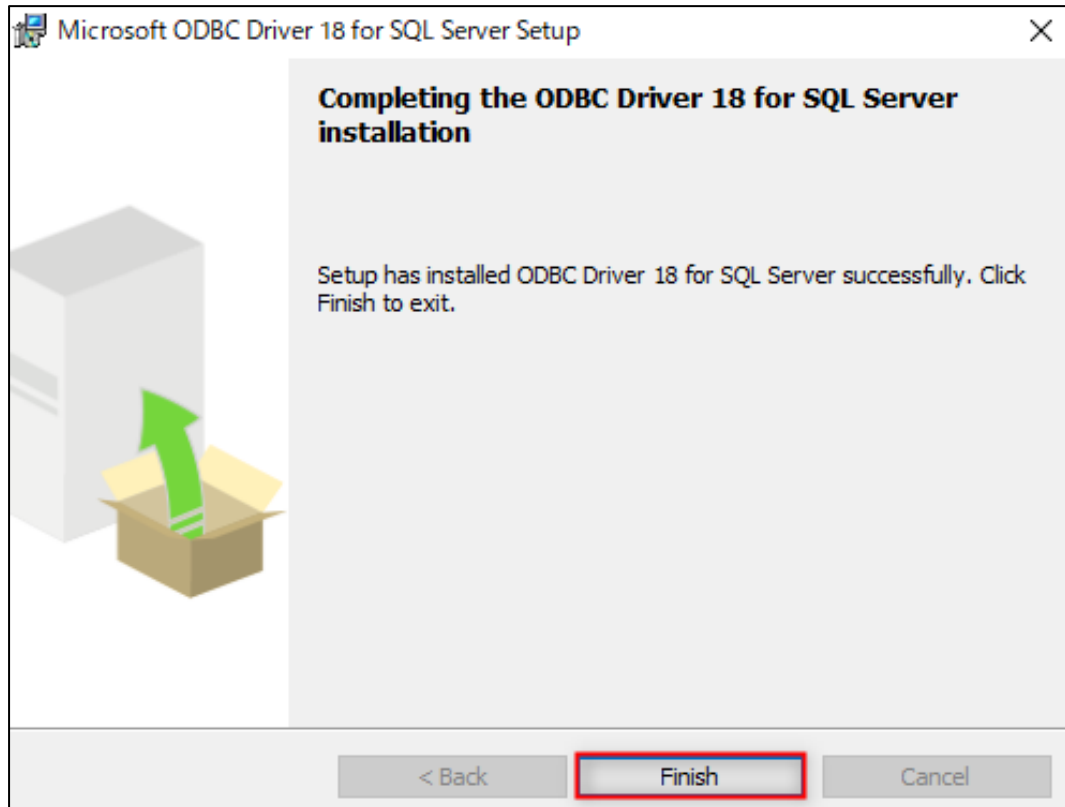 Microsoft ODBC Driver 18 for SQL Server Setup
Completing the ODBC Driver 18 for SQL Server
installation
Setup has installed ODBC Driver 18 for SQL Server successfully. Click
Finish to exit.
< Back
Finish
Cancel